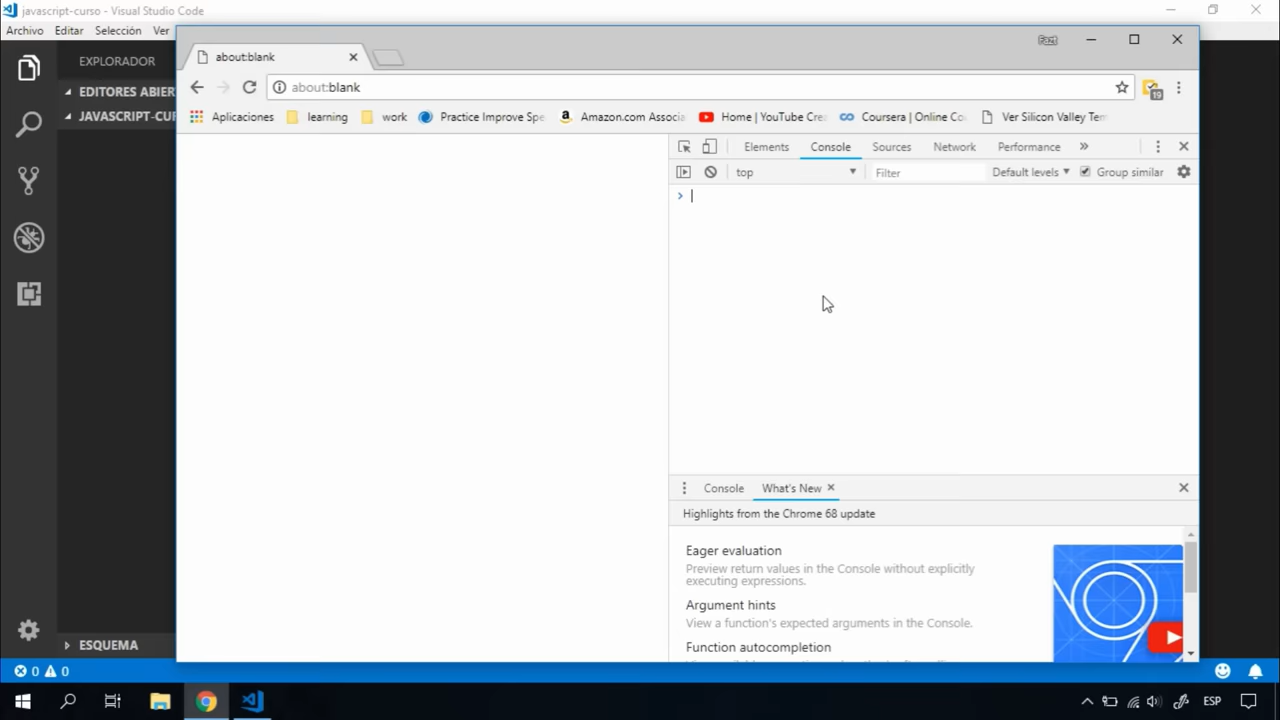 javascript-curso - Visual Studio Code
Archivo Editar Selección Ver
EXPLORADOR
EDITORES ABIER
JAVASCRIPT-CUR
ESQUEMA
0 0
about:blank
about:blank
19
Aplicaciones learning work Practice Improve Spe Amazon.com Associa Home | YouTube Cre Coursera | Online Co Ver Silicon Valley Tem
Elements Console Sources Network Performance »
top Filter Default levels Group similar
>
Console What's New
Highlights from the Chrome 68 update
Eager evaluation
Preview return values in the Console without explicitly
executing expressions.
Argument hints
View a function's expected arguments in the Console.
Function autocompletion
ESP